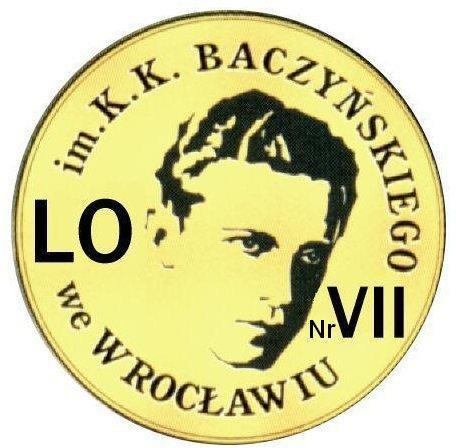 im. K. K. BACZYŃSKIEGO
LO
Nr VII
we WROCŁAWIU